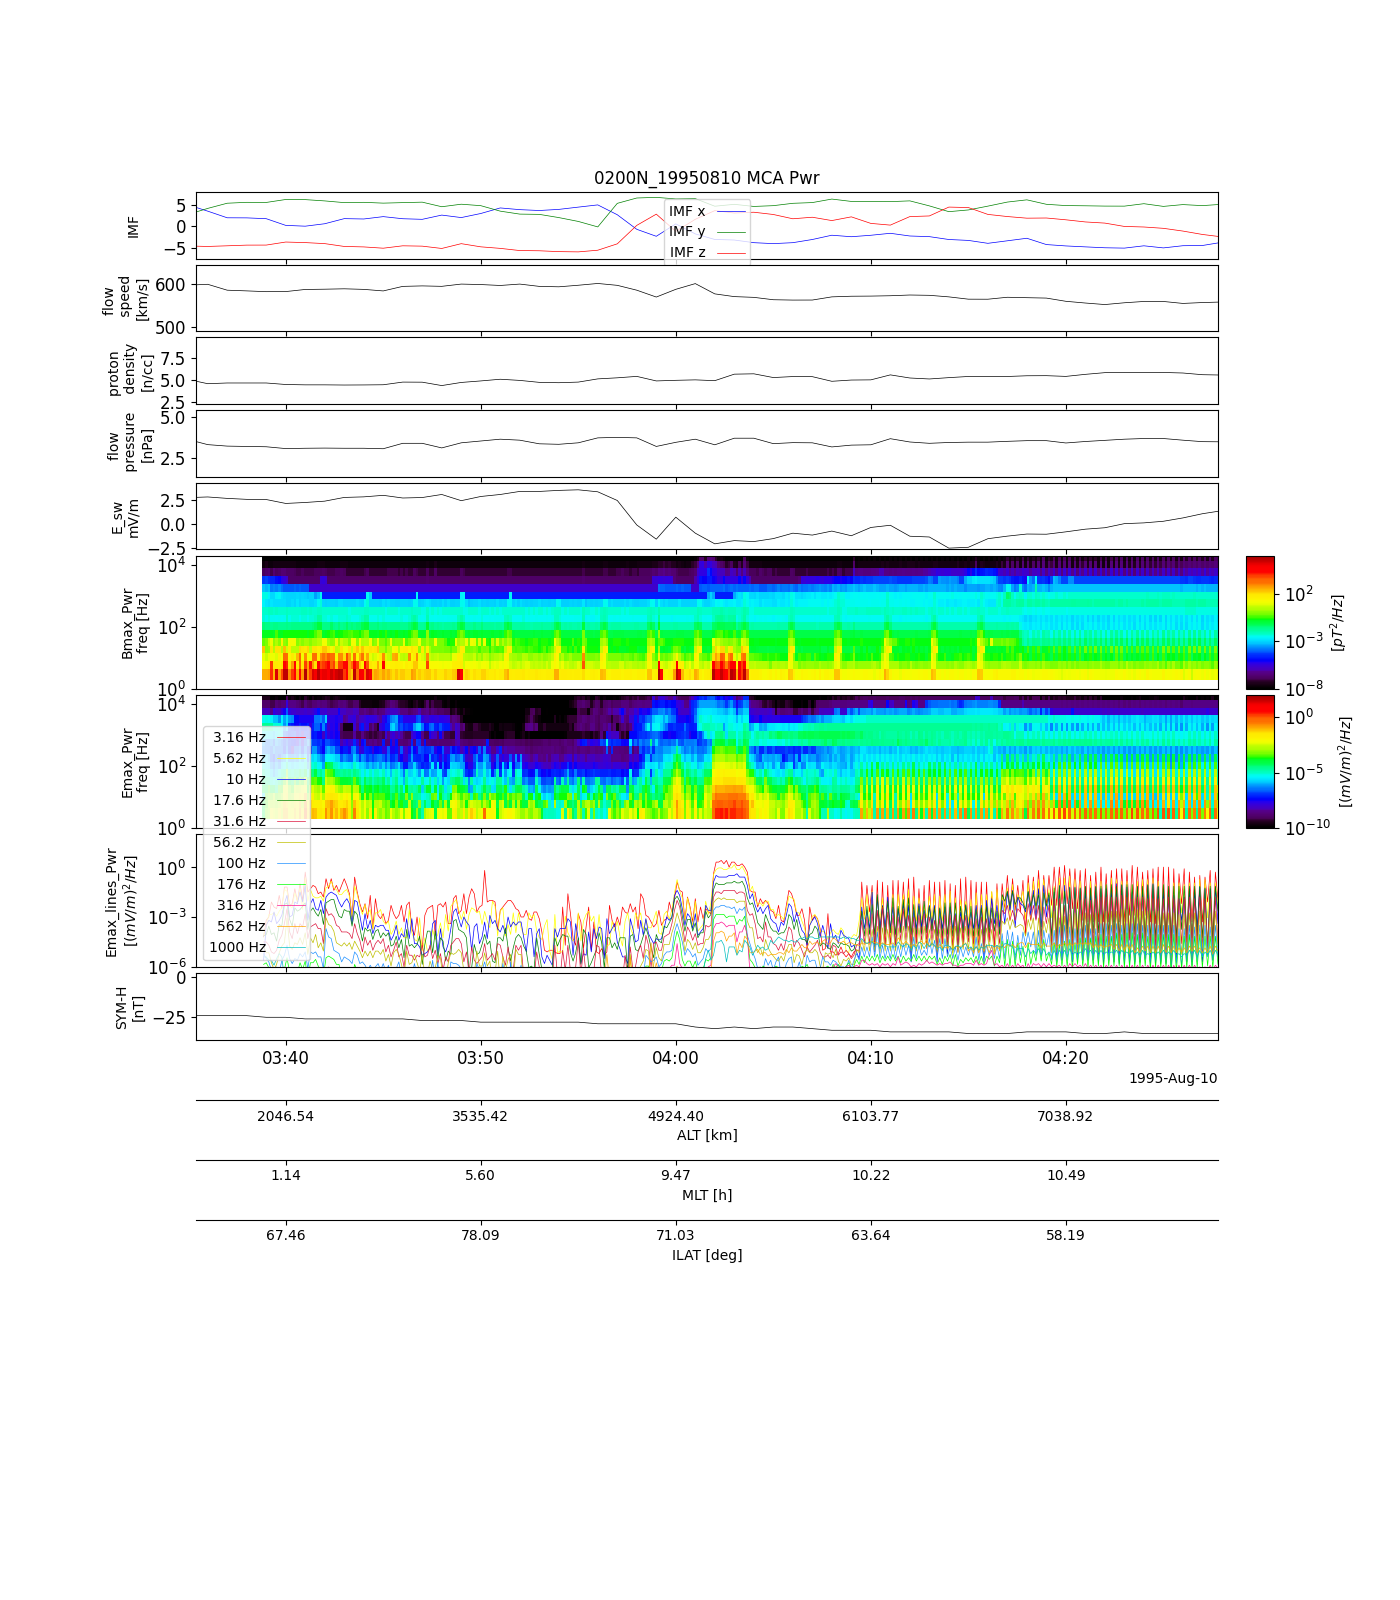 0200N_19950810 MCA Pwr
5
0
−5
IMF
IMF x
IMF y
IMF z
600
500
flow
speed
[km/s]
7.5
5.0
2.5
proton
density
[n/cc]
5.0
2.5
flow
pressure
[nPa]
2.5
0.0
−2.5
E_sw
mV/m
10^4
10^2
10^0
Bmax_Pwr
freq [Hz]
10^2
10^−3
10^−8
[pT^2/Hz]
10^4
10^2
10^0
Emax_Pwr
freq [Hz]
10^0
10^−5
10^−10
[(mV/m)^2/Hz]
3.16 Hz
5.62 Hz
10 Hz
17.6 Hz
31.6 Hz
56.2 Hz
100 Hz
176 Hz
316 Hz
562 Hz
1000 Hz
10^0
10^−3
10^−6
Emax_lines_Pwr
[(mV/m)^2/Hz]
0
−25
SYM-H
[nT]
03:40 03:50 04:00 04:10 04:20
1995-Aug-10
2046.54 3535.42 4924.40 6103.77 7038.92
ALT [km]
1.14 5.60 9.47 10.22 10.49
MLT [h]
67.46 78.09 71.03 63.64 58.19
ILAT [deg]